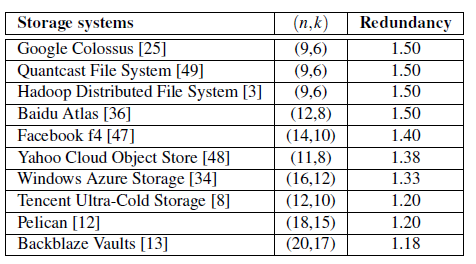 Storage systems (n,k) Redundancy
Google Colossus [25] (9,6) 1.50
Quantcast File System [49] (9,6) 1.50
Hadoop Distributed File System [3] (9,6) 1.50
Baidu Atlas [36] (12,8) 1.50
Facebook f4 [47] (14,10) 1.40
Yahoo Cloud Object Store [48] (11,8) 1.38
Windows Azure Storage [34] (16,12) 1.33
Tencent Ultra-Cold Storage [8] (12,10) 1.20
Pelican [12] (18,15) 1.20
Backblaze Vaults [13] (20,17) 1.18